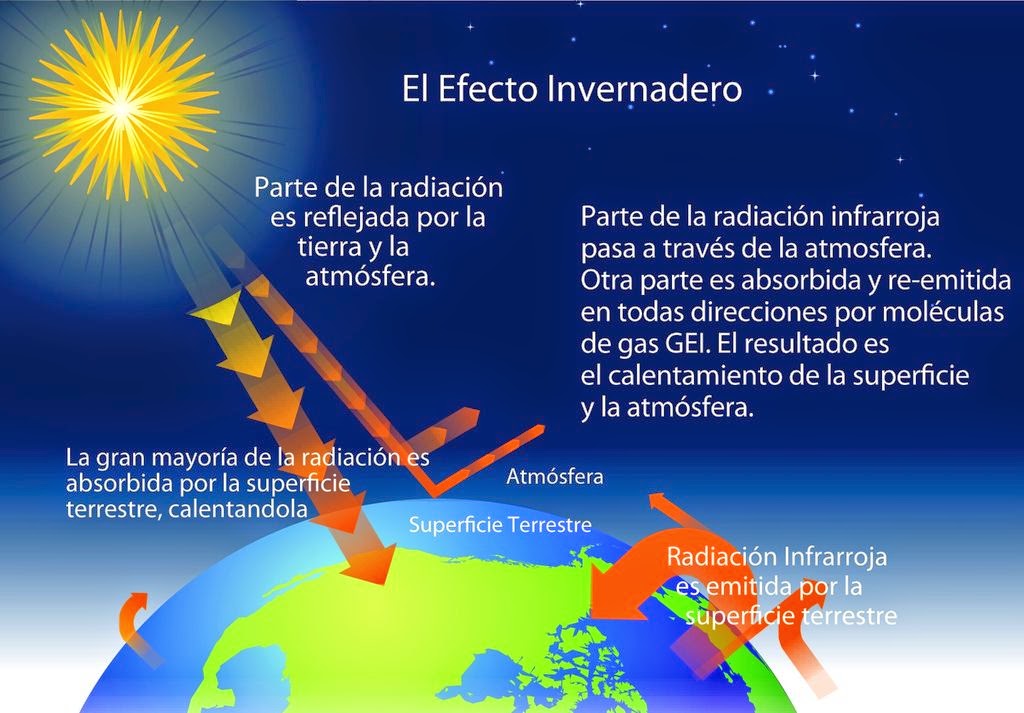 El Efecto Invernadero
Parte de la radiación
es reflejada por la
tierra y la
atmósfera.
Parte de la radiación infrarroja
pasa a través de la atmosfera.
Otra parte es absorbida y re-emitida
en todas direcciones por moléculas
de gas GEI. El resultado es
el calentamiento de la superficie
y la atmósfera.
La gran mayoría de la radiación es
absorbida por la superficie
terrestre, calentandola
Atmósfera
Superficie Terrestre
Radiación Infrarroja
es emitida por la
superficie terrestre